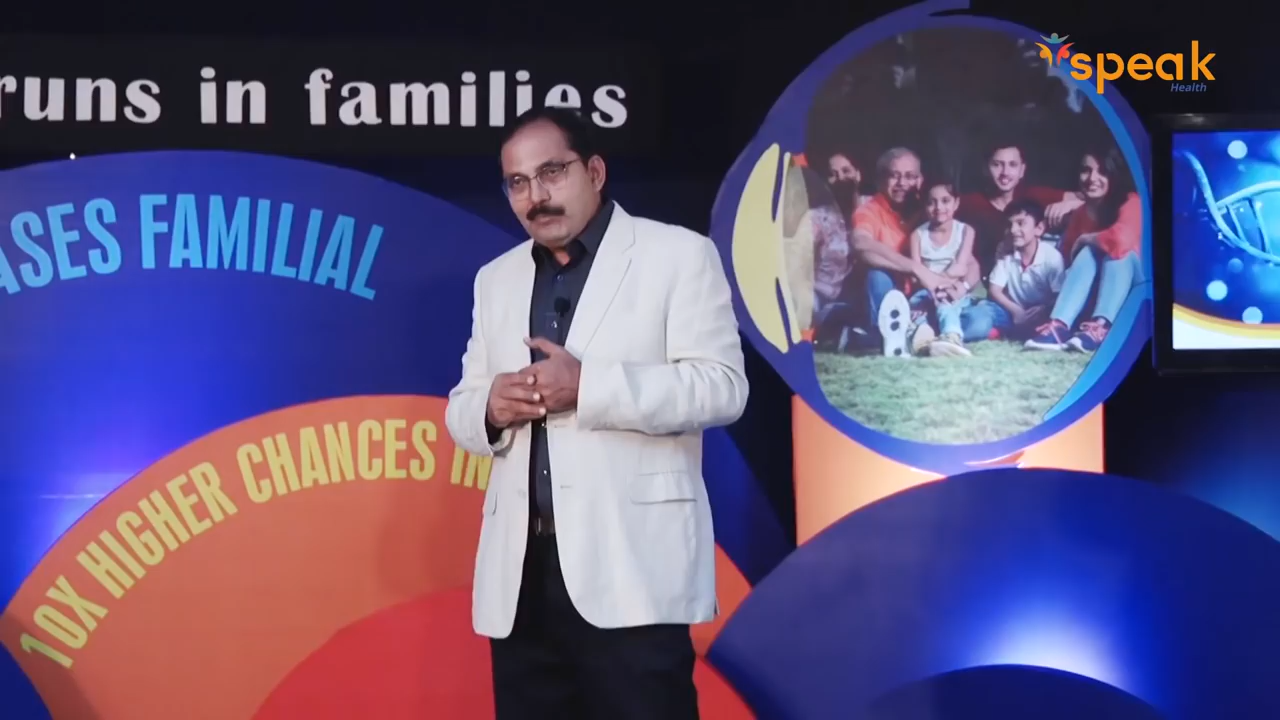 runs in families
speak
Health
ASES FAMILIAL
10X HIGHER CHANCES IN